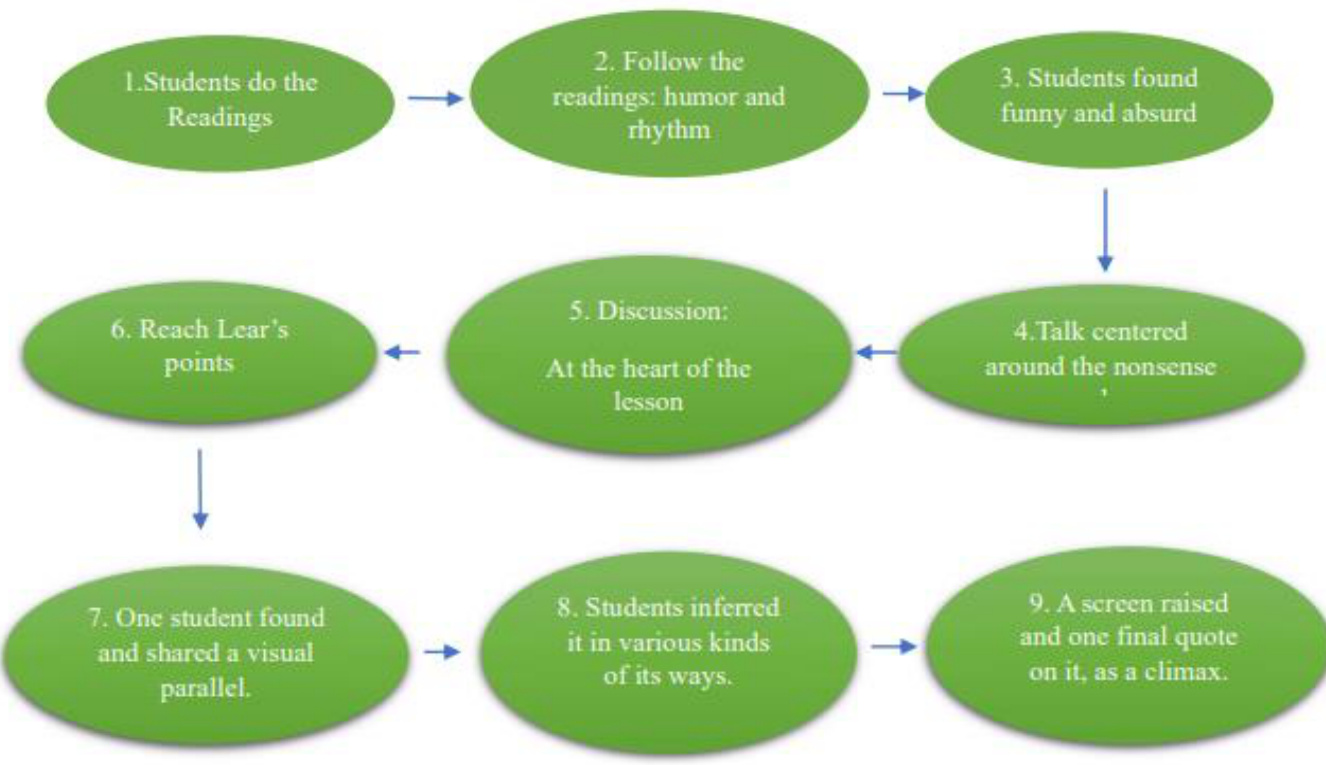 1.Students do the
Readings
2. Follow the
readings: humor and
rhythm
3. Students found
funny and absurd
4.Talk centered
around the nonsense
5. Discussion:
At the heart of the
lesson
6. Reach Lear’s
points
7. One student found
and shared a visual
parallel.
8. Students inferred
it in various kinds
of its ways.
9. A screen raised
and one final quote
on it, as a climax.